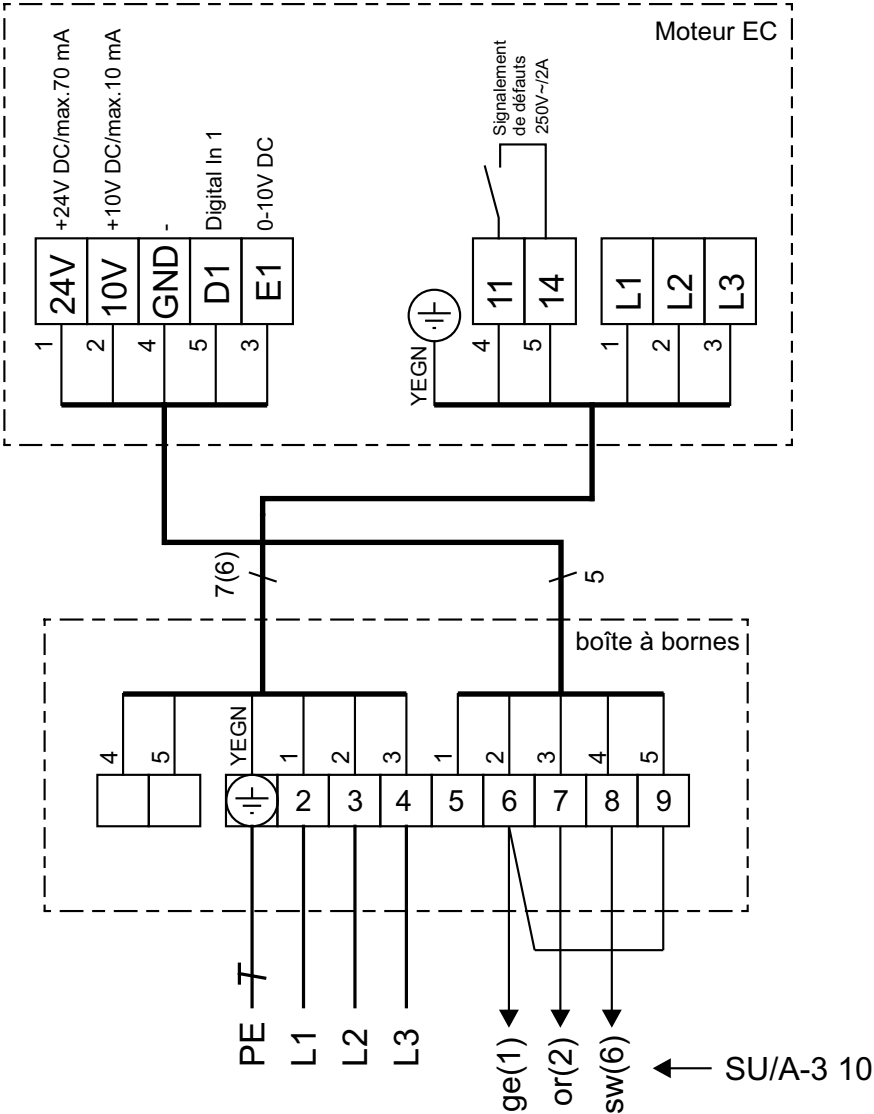 Moteur EC
+24V DC/max.70 mA
+10V DC/max.10 mA
-
Digital In 1
0-10V DC
Signalement
de défauts
250V~/2A
24V
10V
GND
D1
E1
11
14
L1
L2
L3
1
2
4
5
3
YEGN
4
5
1
2
3
7(6)
5
boîte à bornes
4
5
YEGN
1
2
3
1
2
3
4
5
2
3
4
5
6
7
8
9
PE
L1
L2
L3
ge(1)
or(2)
sw(6)
SU/A-3 10